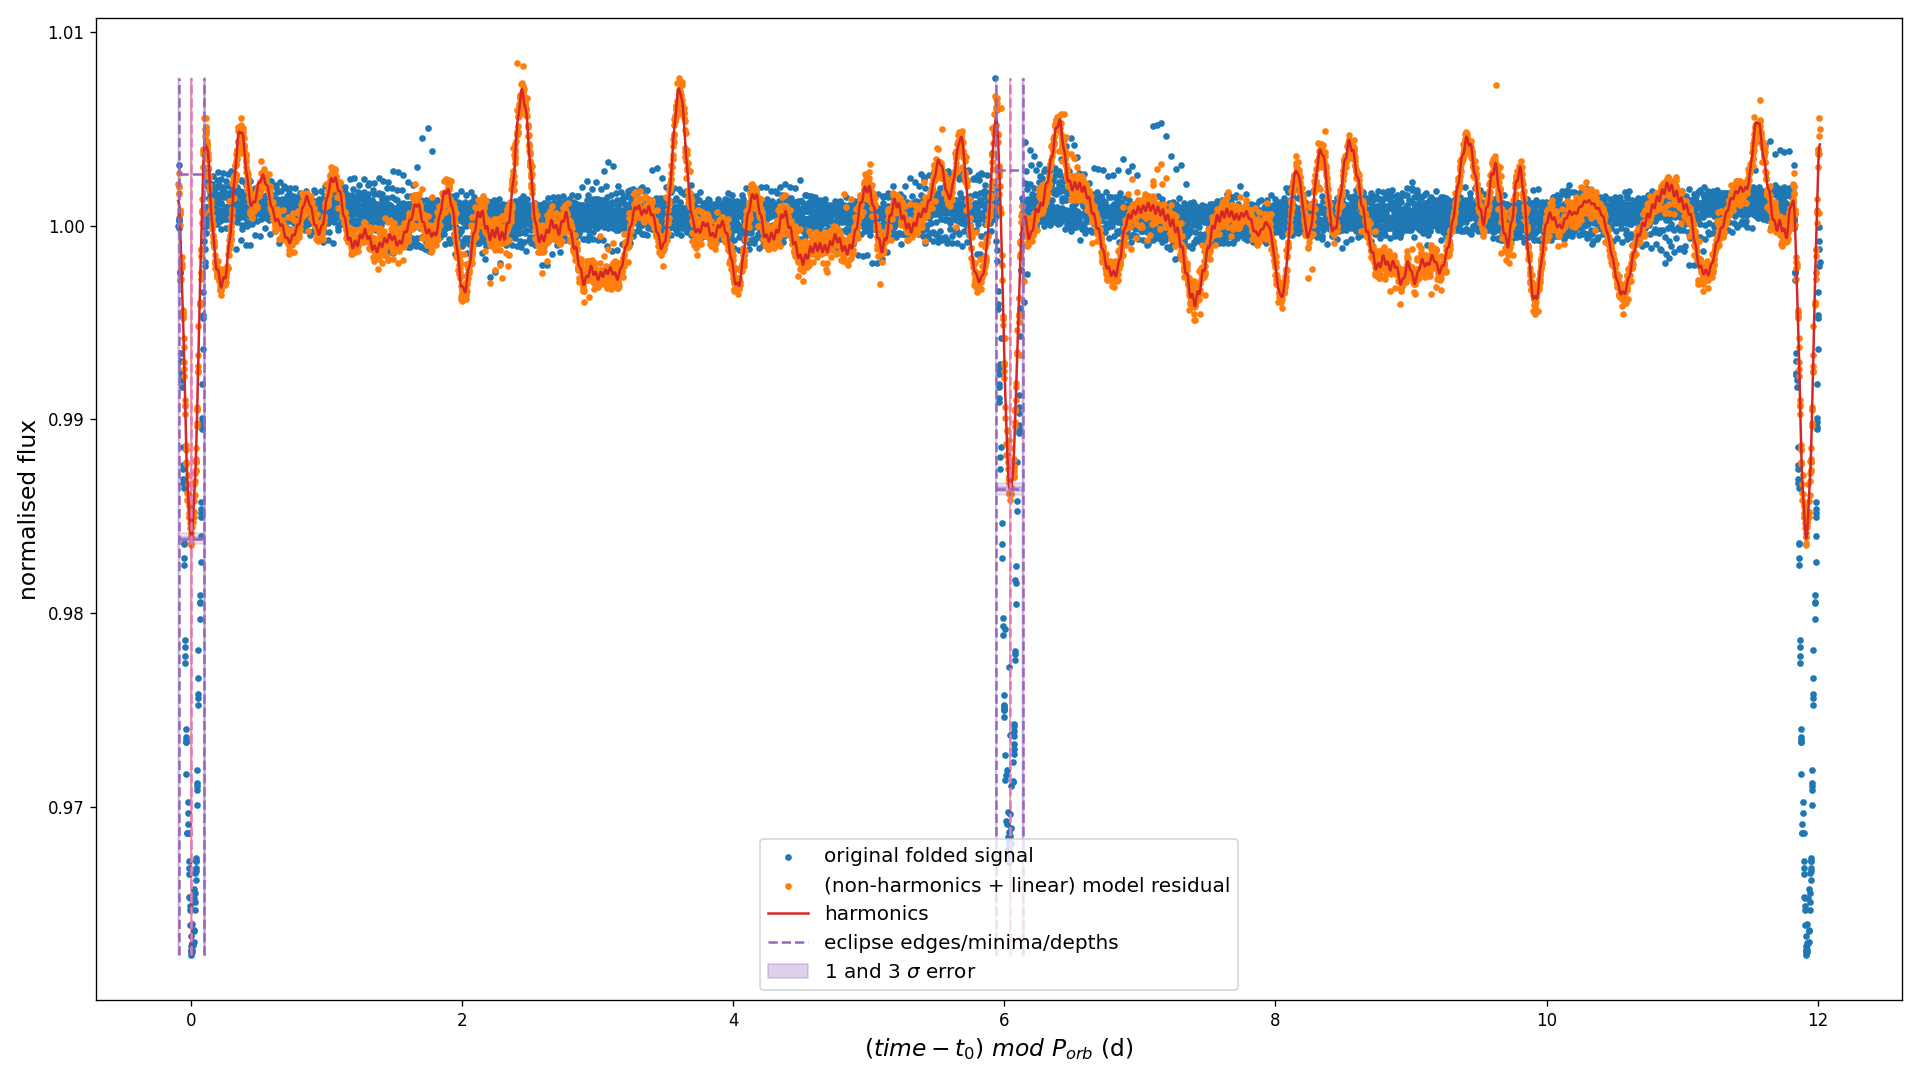 1.01
1.00
0.99
0.98
0.97
normalised flux
original folded signal
(non-harmonics + linear) model residual
harmonics
eclipse edges/minima/depths
1 and 3 σ error
0 2 4 6 8 10 12
(time − t₀) mod P_orb (d)